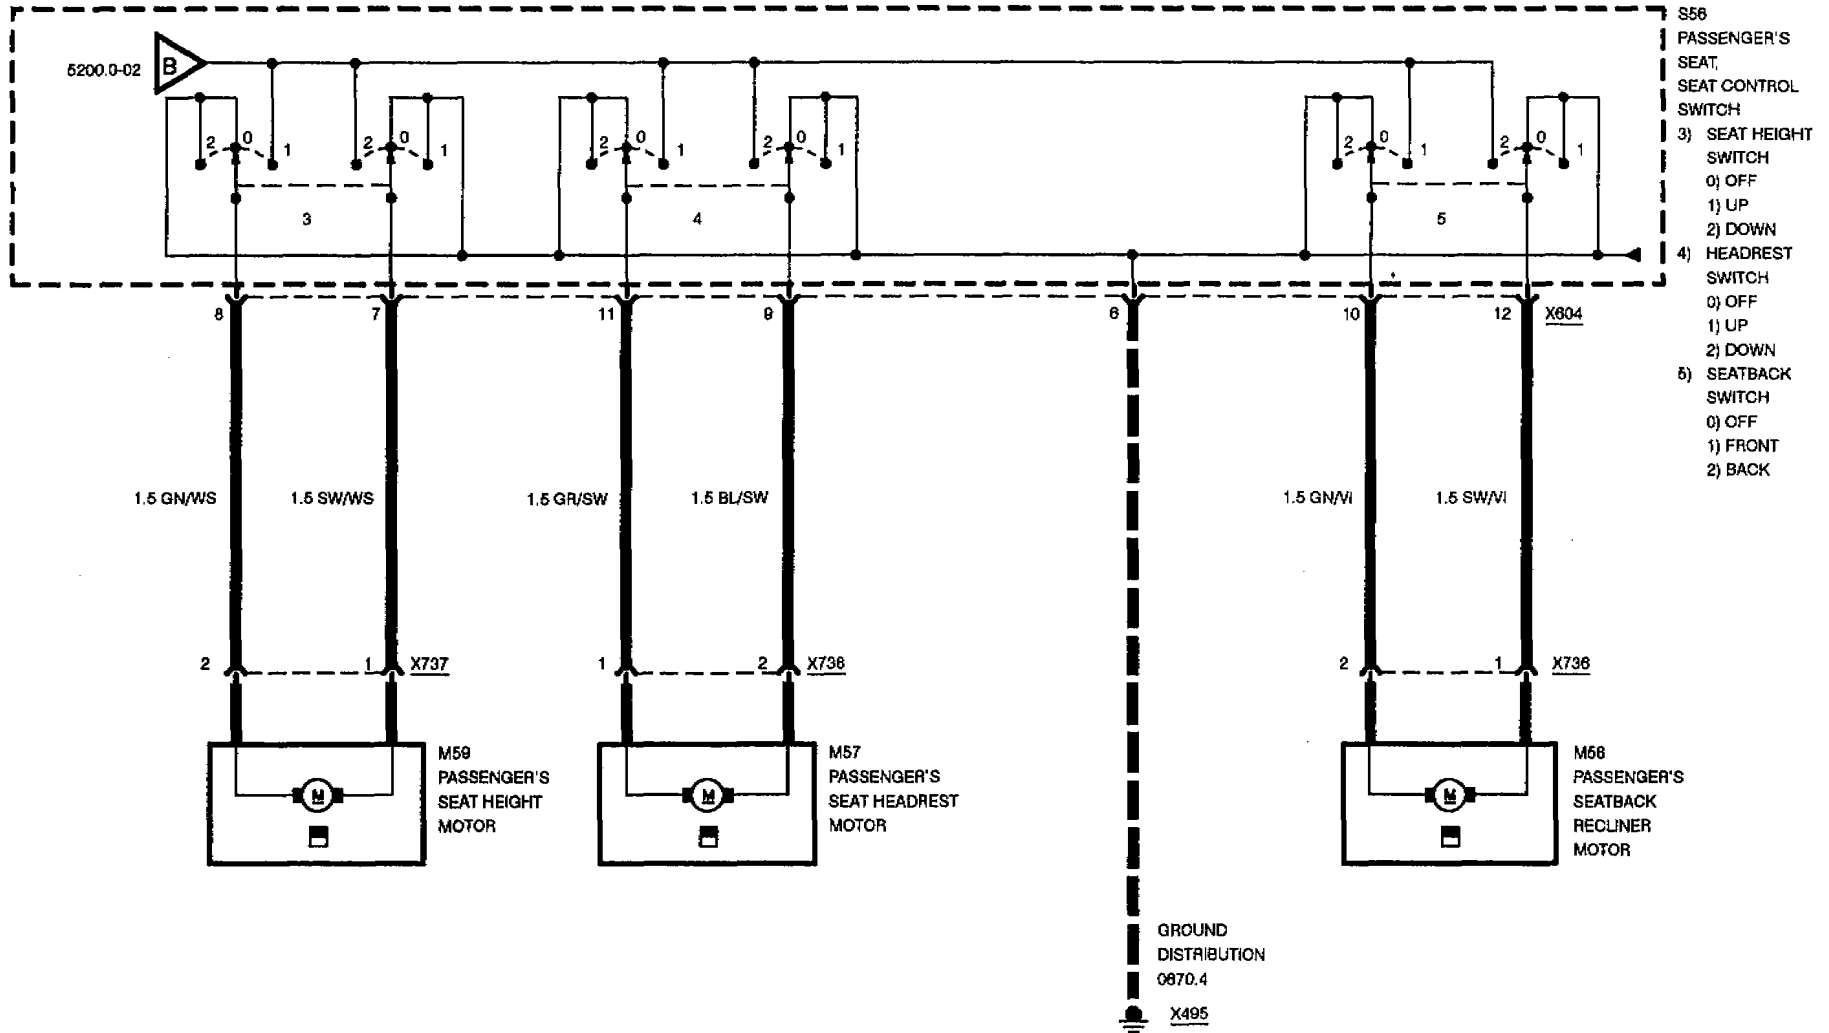 S56
PASSENGER'S
SEAT,
SEAT CONTROL
SWITCH
3) SEAT HEIGHT
SWITCH
0) OFF
1) UP
2) DOWN
4) HEADREST
SWITCH
0) OFF
1) UP
2) DOWN
5) SEATBACK
SWITCH
0) OFF
1) FRONT
2) BACK
5200.0-02 B
2 0 1 2 0 1 2 0 1 2 0 1 2 0 1 2 0 1
3 4 5
8 7 11 9 6 10 12 X604
1.5 GN/WS 1.5 SW/WS 1.5 GR/SW 1.5 BL/SW 1.5 GN/VI 1.5 SW/VI
2 1 X737 1 2 X738 2 1 X736
M59
PASSENGER'S
SEAT HEIGHT
MOTOR
M
M57
PASSENGER'S
SEAT HEADREST
MOTOR
M
M58
PASSENGER'S
SEATBACK
RECLINER
MOTOR
M
GROUND
DISTRIBUTION
0670.4
X495